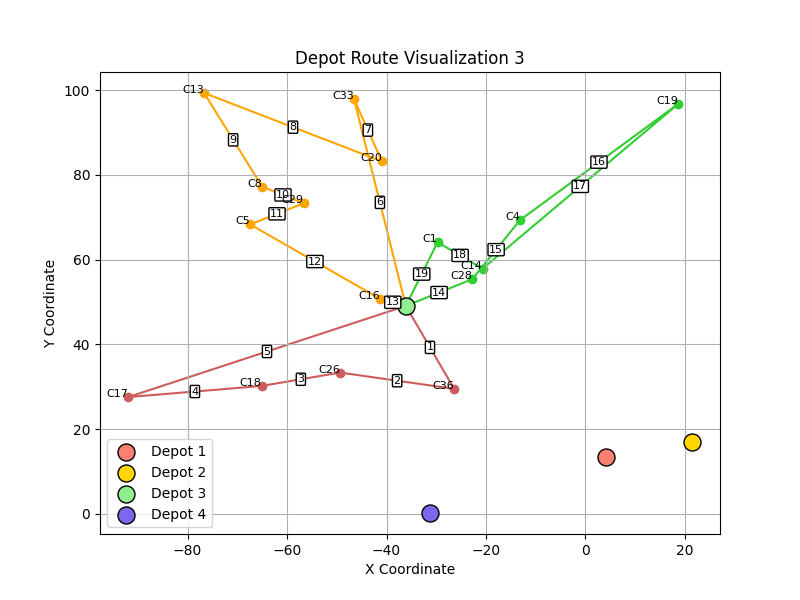 Depot Route Visualization 3
Y Coordinate
100
80
60
40
20
0
C13
C33
C19
9
8
7
C20
16
17
C8
10
C29
6
C4
11
C5
C1
15
12
18
C14
19
C28
14
C16
13
1
5
C26
C18
3
2
C36
C17
4
Depot 1
Depot 2
Depot 3
Depot 4
−80
−60
−40
−20
0
20
X Coordinate